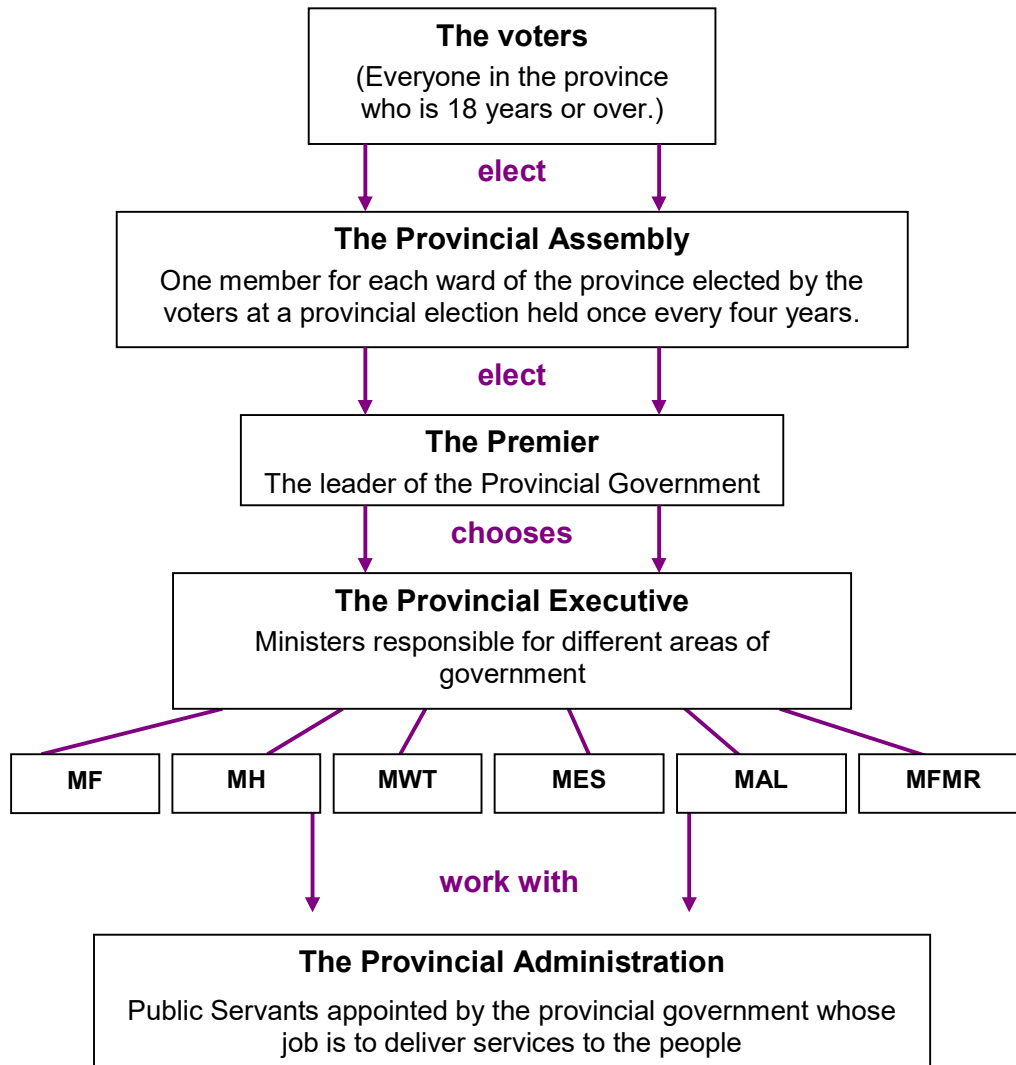 The voters
(Everyone in the province
who is 18 years or over.)
elect
The Provincial Assembly
One member for each ward of the province elected by the
voters at a provincial election held once every four years.
elect
The Premier
The leader of the Provincial Government
chooses
The Provincial Executive
Ministers responsible for different areas of
government
MF MH MWT MES MAL MFMR
work with
The Provincial Administration
Public Servants appointed by the provincial government whose
job is to deliver services to the people